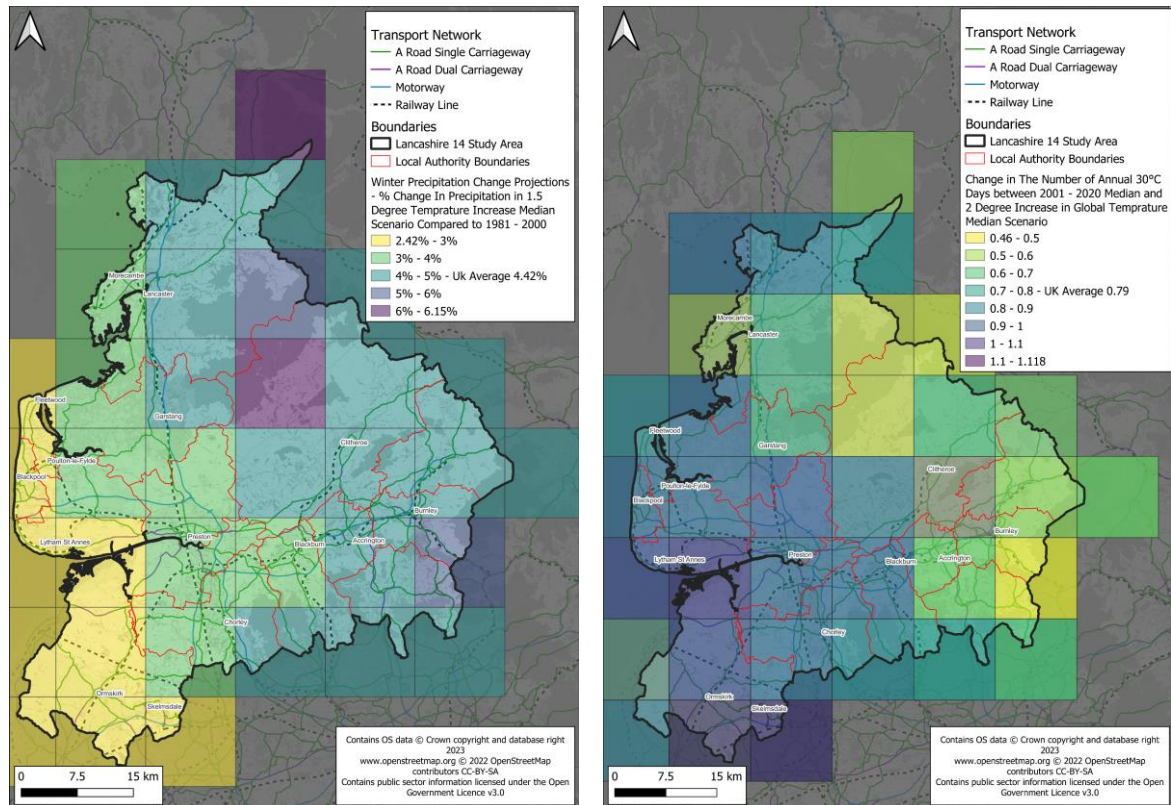 Transport Network
A Road Single Carriageway
A Road Dual Carriageway
Motorway
Railway Line
Boundaries
Lancashire 14 Study Area
Local Authority Boundaries
Winter Precipitation Change Projections
- % Change In Precipitation in 1.5
Degree Temprature Increase Median
Scenario Compared to 1981 - 2000
2.42% - 3%
3% - 4%
4% - 5% - Uk Average 4.42%
5% - 6%
6% - 6.15%
Morecambe
Lancaster
Fleetwood
Garstang
Clitheroe
Poulton-le-Fylde
Blackpool
Burnley
Lytham St Annes
Preston
Blackburn
Accrington
Chorley
Ormskirk
Skelmsdale
0 7.5 15 km
Contains OS data © Crown copyright and database right
2023
www.openstreetmap.org © 2022 OpenStreetMap
contributors CC-BY-SA
Contains public sector information licensed under the Open
Government Licence v3.0
Transport Network
A Road Single Carriageway
A Road Dual Carriageway
Motorway
Railway Line
Boundaries
Lancashire 14 Study Area
Local Authority Boundaries
Change in The Number of Annual 30°C
Days between 2001 - 2020 Median and
2 Degree Increase in Global Temprature
Median Scenario
0.46 - 0.5
0.5 - 0.6
0.6 - 0.7
0.7 - 0.8 - UK Average 0.79
0.8 - 0.9
0.9 - 1
1 - 1.1
1.1 - 1.118
Morecambe
Lancaster
Fleetwood
Garstang
Clitheroe
Poulton-le-Fylde
Blackpool
Burnley
Lytham St Annes
Preston
Blackburn
Accrington
Chorley
Ormskirk
Skelmsdale
0 7.5 15 km
Contains OS data © Crown copyright and database right
2023
www.openstreetmap.org © 2022 OpenStreetMap
contributors CC-BY-SA
Contains public sector information licensed under the Open
Government Licence v3.0